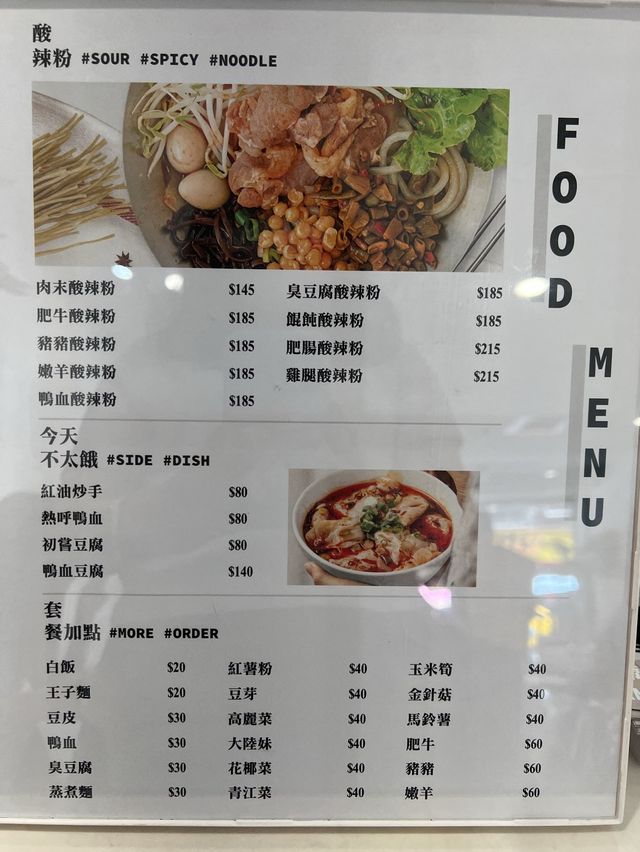 酸
辣粉 #SOUR #SPICY #NOODLE
FOOD
MENU
肉末酸辣粉 $145
肥牛酸辣粉 $185
豬豬酸辣粉 $185
嫩羊酸辣粉 $185
鴨血酸辣粉 $185
臭豆腐酸辣粉 $185
餛飩酸辣粉 $185
肥腸酸辣粉 $215
雞腿酸辣粉 $215
今天
不太餓 #SIDE #DISH
紅油炒手 $80
熱呼鴨血 $80
初嘗豆腐 $80
鴨血豆腐 $140
套
餐加點 #MORE #ORDER
白飯 $20
王子麵 $20
豆皮 $30
鴨血 $30
臭豆腐 $30
蒸煮麵 $30
紅薯粉 $40
豆芽 $40
高麗菜 $40
大陸妹 $40
花椰菜 $40
青江菜 $40
玉米筍 $40
金針菇 $40
馬鈴薯 $40
肥牛 $60
豬豬 $60
嫩羊 $60